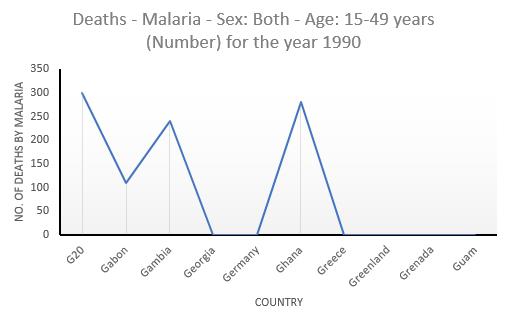 Deaths - Malaria - Sex: Both - Age: 15-49 years
(Number) for the year 1990
NO. OF DEATHS BY MALARIA
350
300
250
200
150
100
50
0
G20
Gabon
Gambia
Georgia
Germany
Ghana
Greece
Greenland
Grenada
Guam
COUNTRY